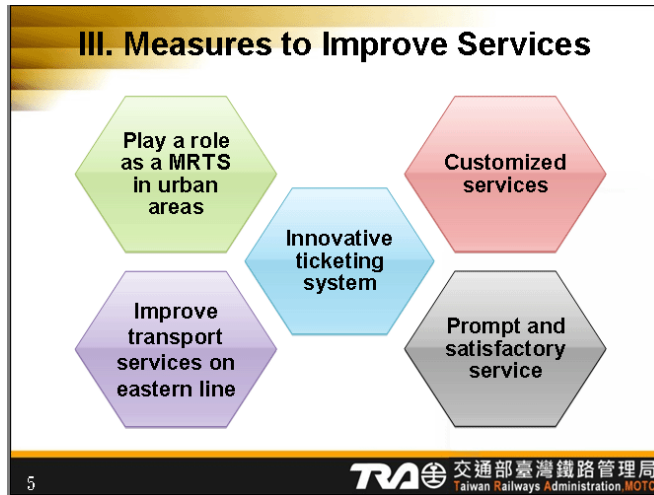 III. Measures to Improve Services
Play a role
as a MRTS
in urban
areas
Customized
services
Innovative
ticketing
system
Improve
transport
services on
eastern line
Prompt and
satisfactory
service
5
TRA 交通部臺灣鐵路管理局
Taiwan Railways Administration,MOTC